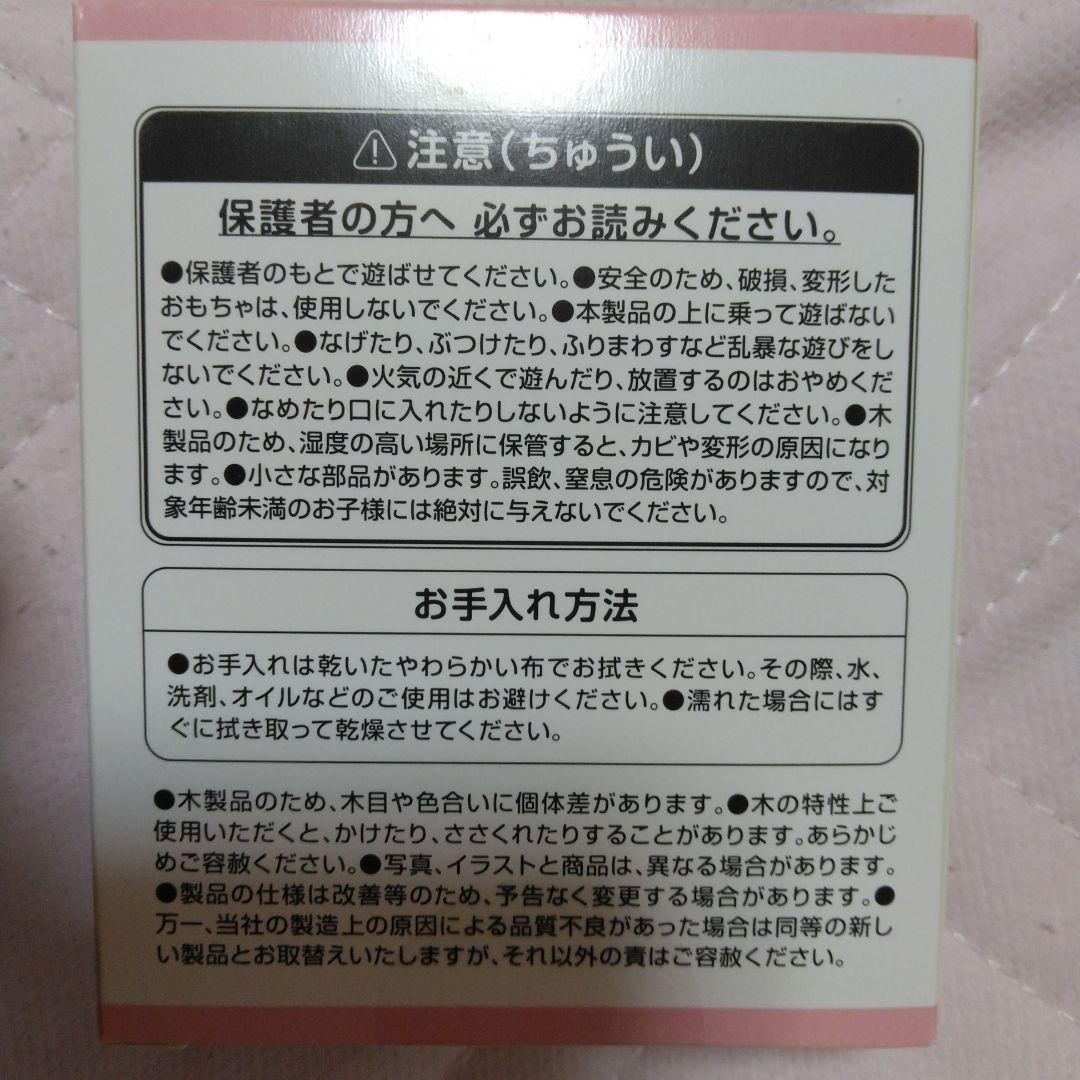 ⚠注意(ちゅうい)
保護者の方へ 必ずお読みください。
●保護者のもとで遊ばせてください。●安全のため、破損、変形した
おもちゃは、使用しないでください。●本製品の上に乗って遊ばない
でください。●なげたり、ぶつけたり、ふりまわすなど乱暴な遊びをし
ないでください。●火気の近くで遊んだり、放置するのはおやめくだ
さい。●なめたり口に入れたりしないように注意してください。●木
製品のため、湿度の高い場所に保管すると、カビや変形の原因になり
ます。●小さな部品があります。誤飲、窒息の危険がありますので、対
象年齢未満のお子様には絶対に与えないでください。
お手入れ方法
●お手入れは乾いたやわらかい布でお拭きください。その際、水、
洗剤、オイルなどのご使用はお避けください。●濡れた場合にはす
ぐに拭き取って乾燥させてください。
●木製品のため、木目や色合いに個体差があります。●木の特性上ご
使用いただくと、かけたり、ささくれたりすることがあります。あらかじ
めご容赦ください。●写真、イラストと商品は、異なる場合があります。
●製品の仕様は改善等のため、予告なく変更する場合があります。●
万一、当社の製造上の原因による品質不良があった場合は同等の新し
い製品とお取替えいたしますが、それ以外の責はご容赦ください。